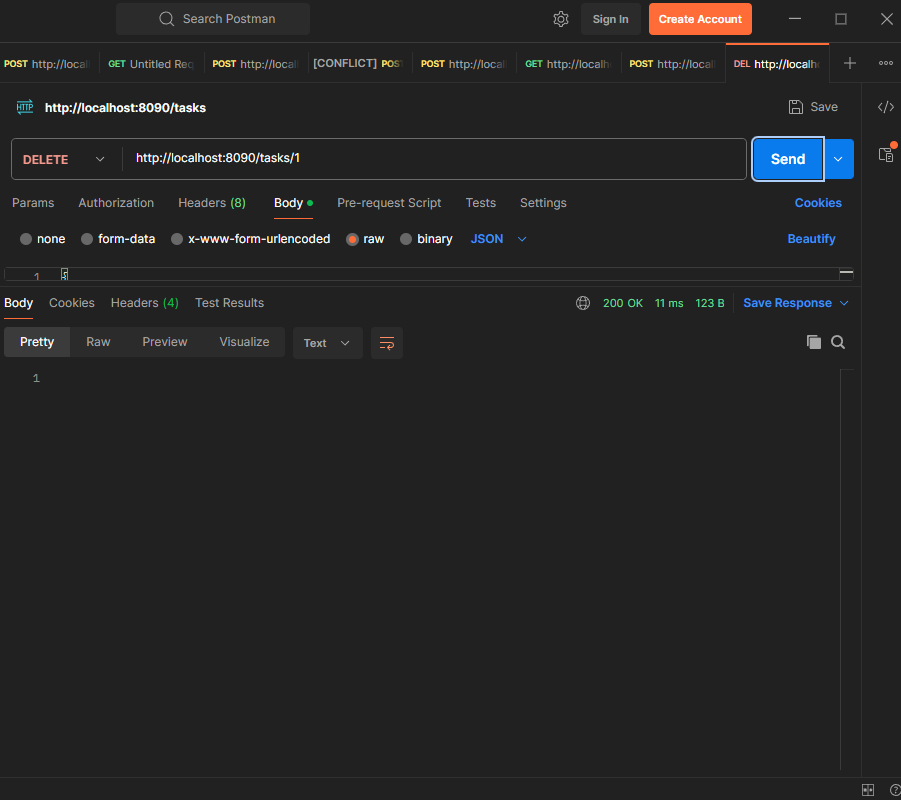 Search Postman
Sign In
Create Account
POST http://local
GET Untitled Req
POST http://local
[CONFLICT] POS
POST http://local
GET http://localh
POST http://local
DEL http://localh
HTTP http://localhost:8090/tasks
Save
DELETE http://localhost:8090/tasks/1
Send
Params Authorization Headers (8) Body Pre-request Script Tests Settings Cookies
none form-data x-www-form-urlencoded raw binary JSON Beautify
1 {
Body Cookies Headers (4) Test Results 200 OK 11 ms 123 B Save Response
Pretty Raw Preview Visualize Text
1